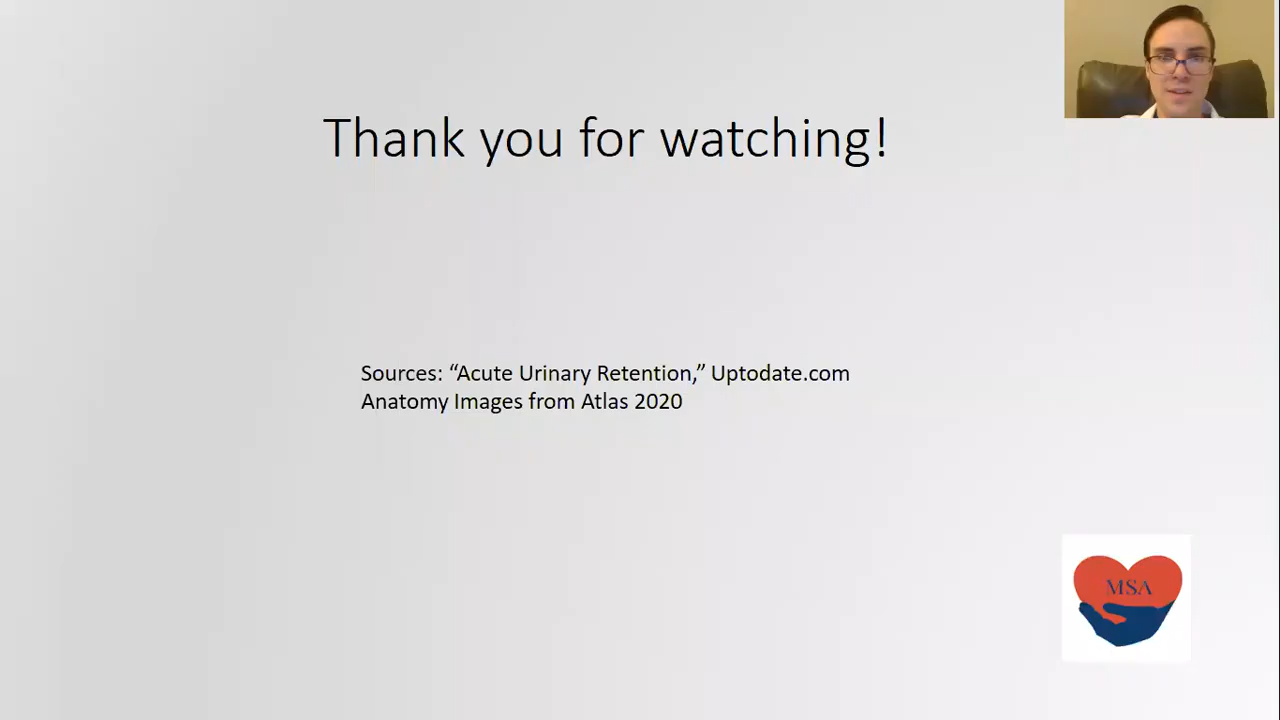 Thank you for watching!
Sources: “Acute Urinary Retention,” Uptodate.com
Anatomy Images from Atlas 2020
MSA